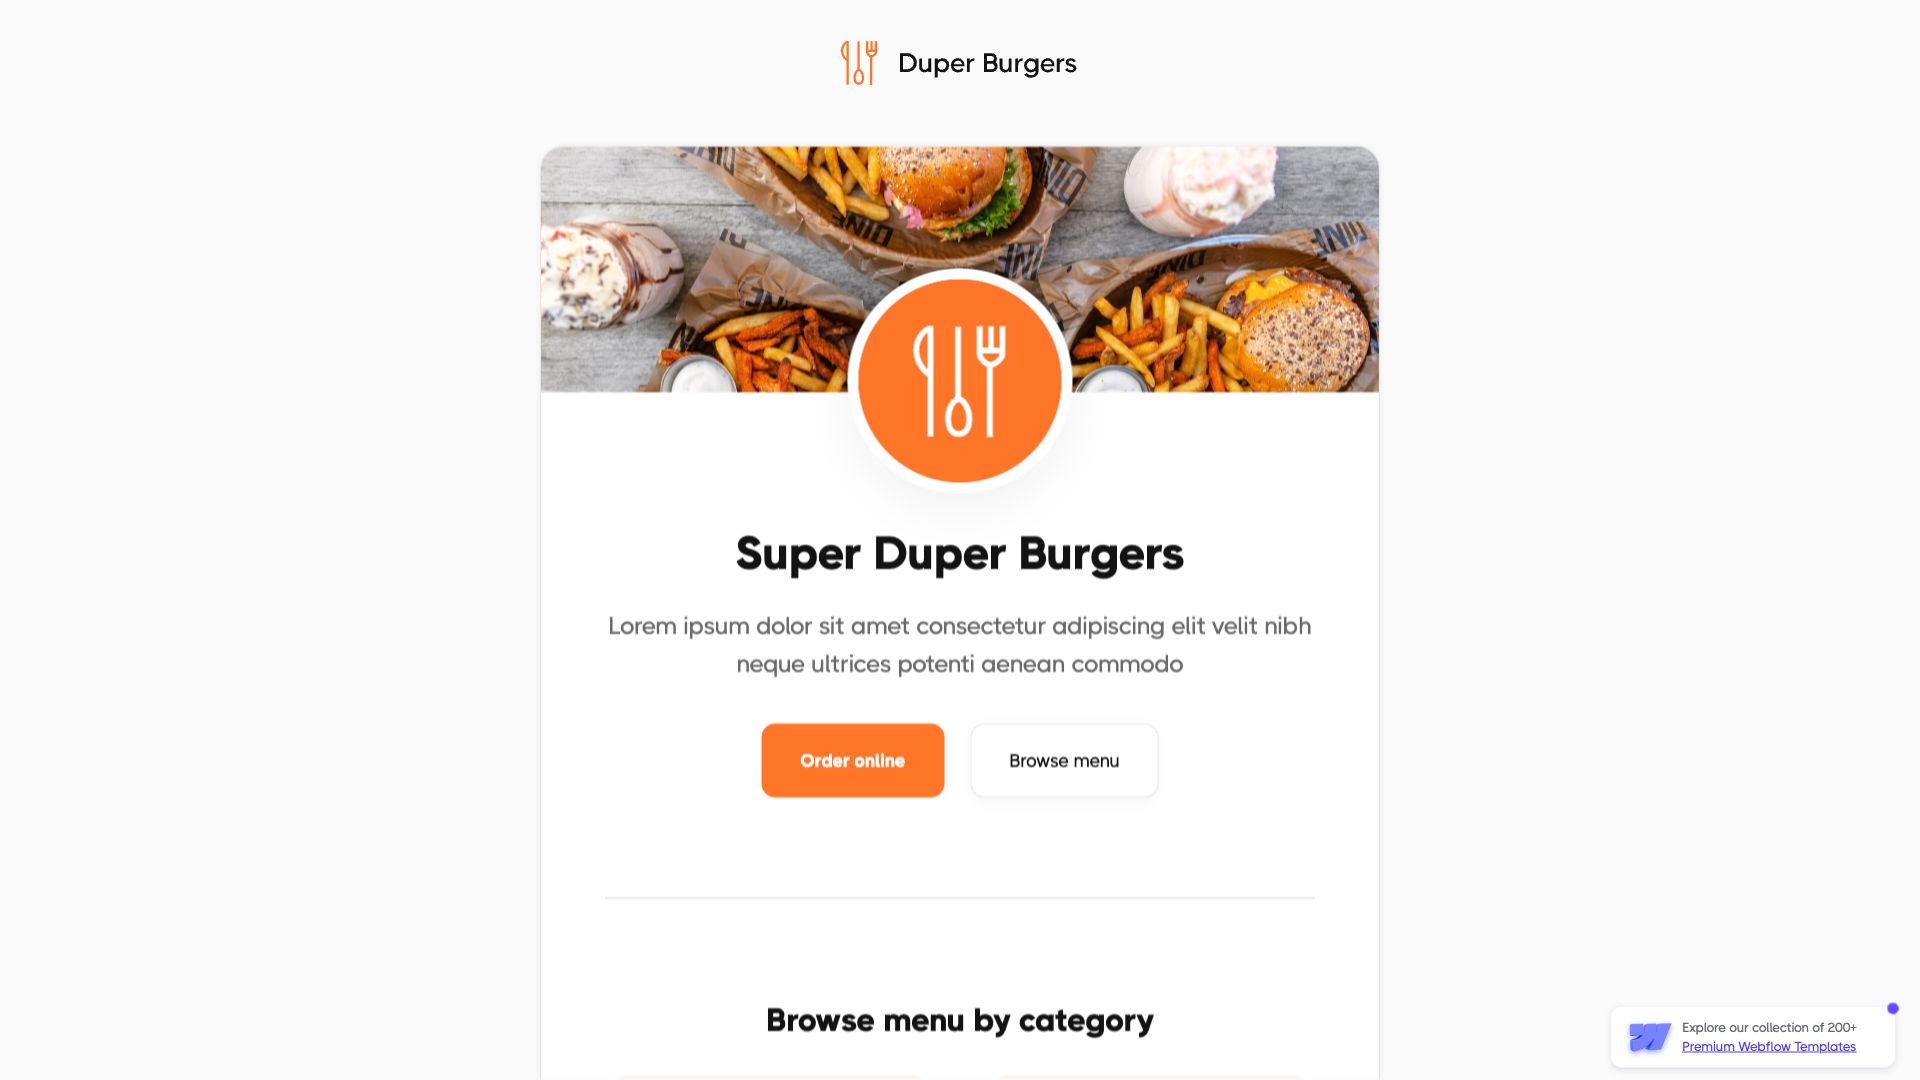 Duper Burgers
Super Duper Burgers
Lorem ipsum dolor sit amet consectetur adipiscing elit velit nibh
neque ultrices potenti aenean commodo
Order online
Browse menu
Browse menu by category
Explore our collection of 200+
Premium Webflow Templates